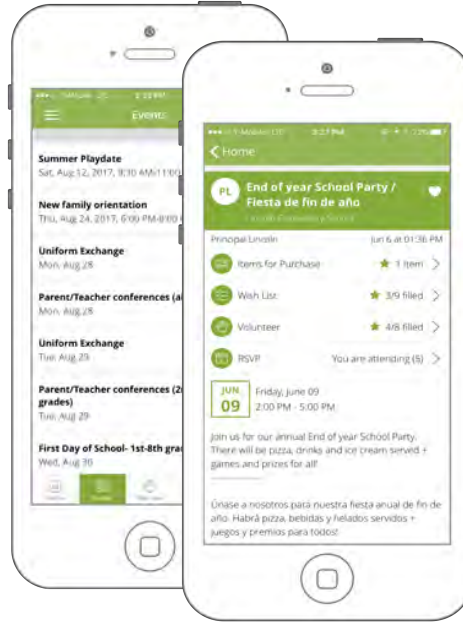 Events
Summer Playdate
Sat, Aug 12, 2017, 9:30 AM-11:00
New family orientation
Thu, Aug 24, 2017, 6:00 PM-8:00
Uniform Exchange
Mon, Aug 28
Parent/Teacher conferences
Mon, Aug 28
Uniform Exchange
Tue, Aug 29
Parent/Teacher conferences
grades)
Tue, Aug 29
First Day of School- 1st-8th
Wed, Aug 30
Home
PL
End of year School Party /
Fiesta de fin de año
Lincoln Elementary School
Principal Lincoln Jun 6 at 01:36 PM
Items for Purchase 1 item
Wish List 3/9 filled
Volunteer 4/8 filled
RSVP You are attending (5)
JUN
09
Friday, June 09
2:00 PM - 5:00 PM
Join us for our annual End of year School Party.
There will be pizza, drinks and ice cream served +
games and prizes for all!
Únase a nosotros para nuestra fiesta anual de fin de
año. Habrá pizza, bebidas y helados servidos +
juegos y premios para todos!